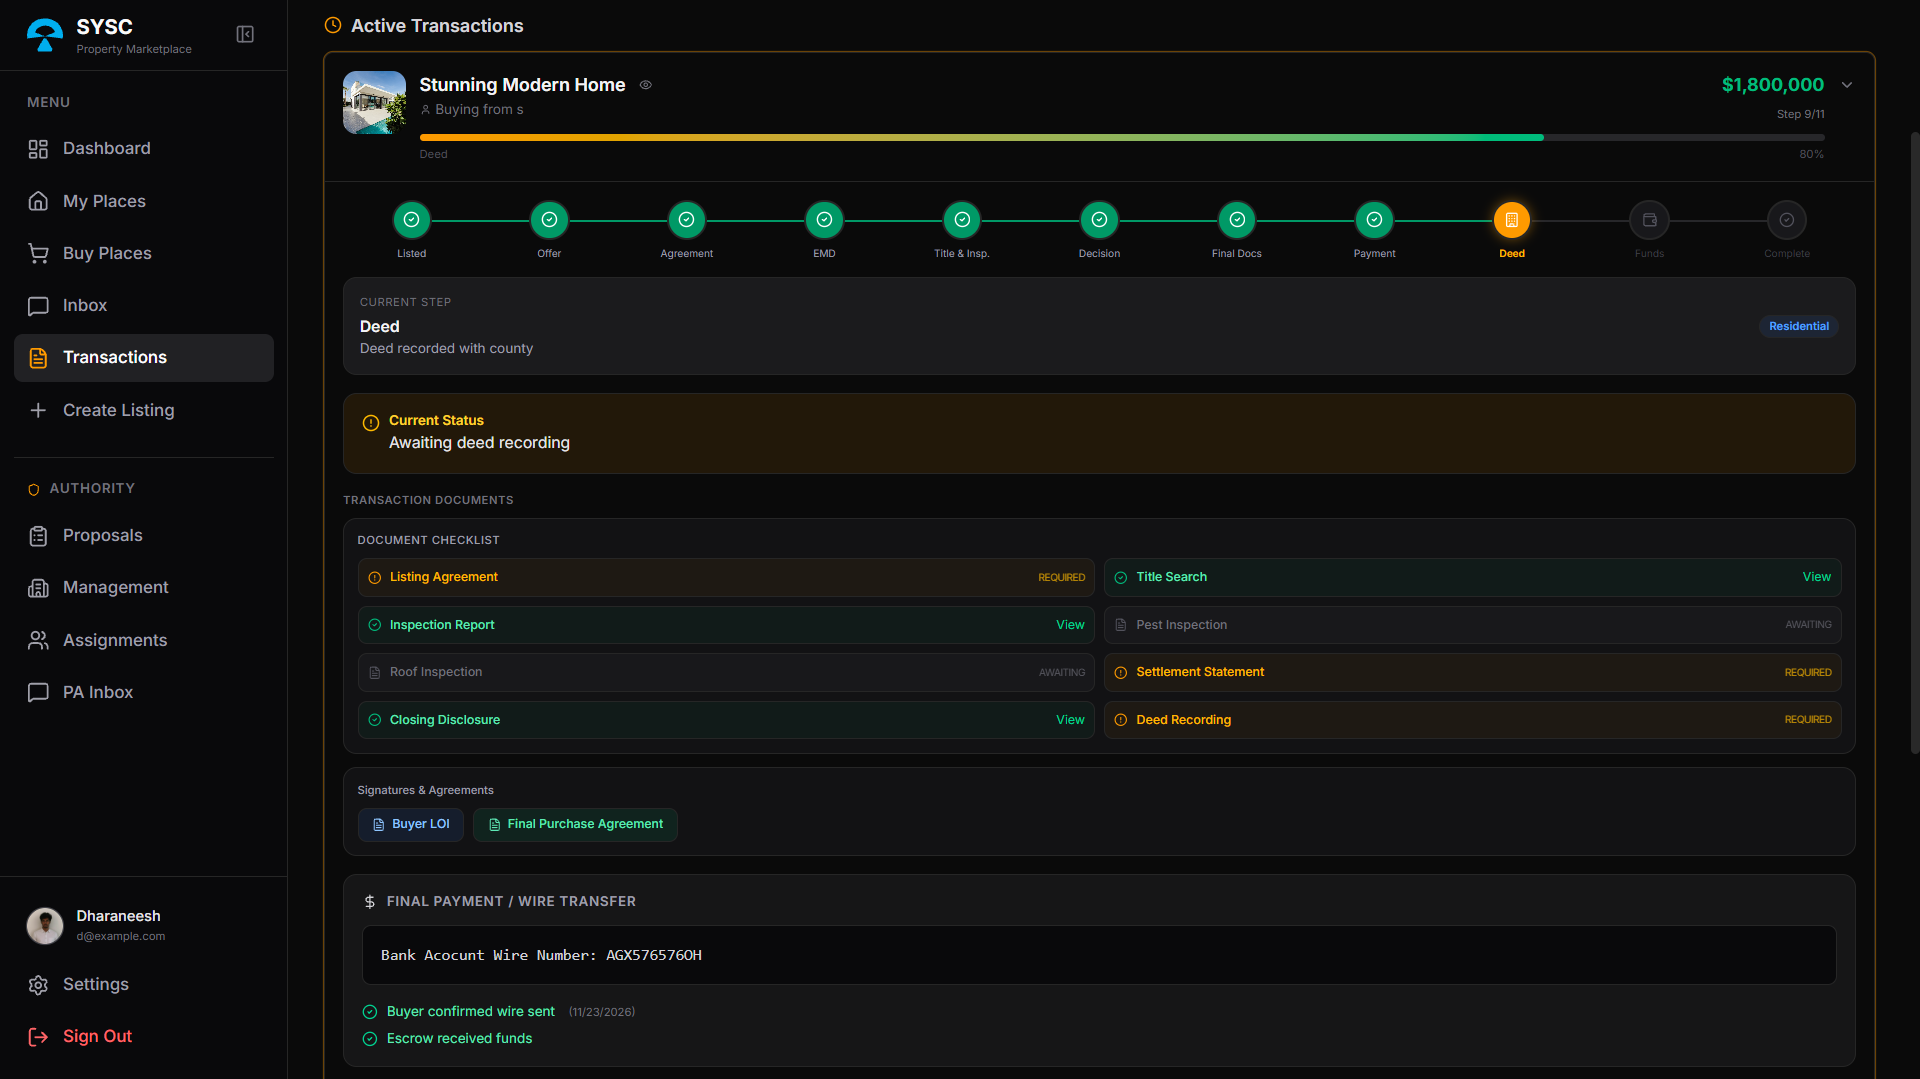 SYSC
Property Marketplace
MENU
Dashboard
My Places
Buy Places
Inbox
Transactions
Create Listing
AUTHORITY
Proposals
Management
Assignments
PA Inbox
Dharaneesh
d@example.com
Settings
Sign Out
Active Transactions
Stunning Modern Home
$1,800,000
Buying from s
Step 9/11
Deed
80%
Listed
Offer
Agreement
EMD
Title & Insp.
Decision
Final Docs
Payment
Deed
Funds
Complete
CURRENT STEP
Deed
Deed recorded with county
Residential
Current Status
Awaiting deed recording
TRANSACTION DOCUMENTS
DOCUMENT CHECKLIST
Listing Agreement REQUIRED
Title Search View
Inspection Report View
Pest Inspection AWAITING
Roof Inspection AWAITING
Settlement Statement REQUIRED
Closing Disclosure View
Deed Recording REQUIRED
Signatures & Agreements
Buyer LOI
Final Purchase Agreement
$ FINAL PAYMENT / WIRE TRANSFER
Bank Acocunt Wire Number: AGX576576OH
Buyer confirmed wire sent (11/23/2026)
Escrow received funds